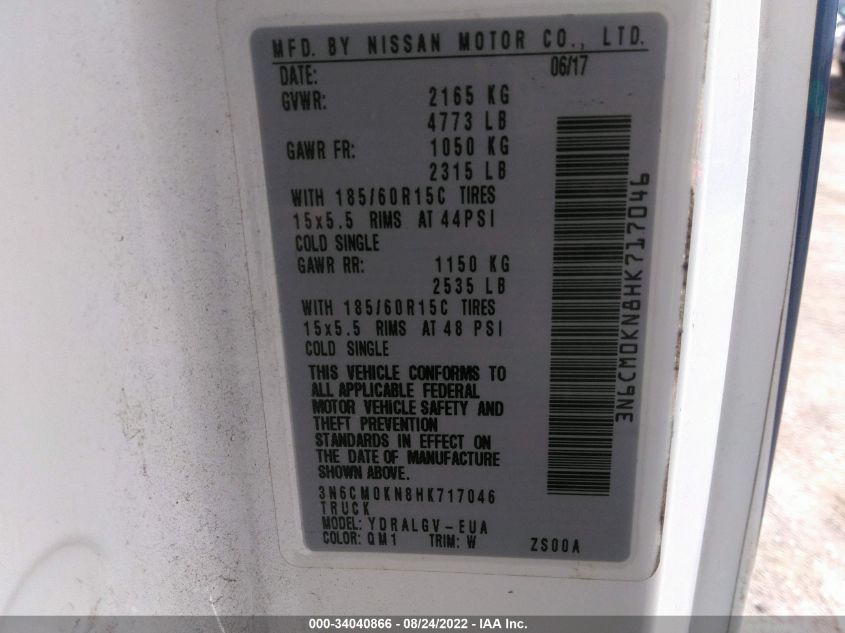 MFD. BY NISSAN MOTOR CO., LTD.
DATE: 06/17
GVWR: 2165 KG
4773 LB
GAWR FR: 1050 KG
2315 LB
WITH 185/60R15C TIRES
15x5.5 RIMS AT 44PSI
COLD SINGLE
GAWR RR: 1150 KG
2535 LB
WITH 185/60R15C TIRES
15x5.5 RIMS AT 48 PSI
COLD SINGLE
THIS VEHICLE CONFORMS TO
ALL APPLICABLE FEDERAL
MOTOR VEHICLE SAFETY AND
THEFT PREVENTION
STANDARDS IN EFFECT ON
THE DATE OF MANUFACTURE
SHOWN ABOVE.
3N6CM0KN8HK717046
TRUCK
MODEL: YDRALGV-EUA
COLOR: QM1 TRIM: W ZS00A
3N6CM0KN8HK717046
000-34040866 - 08/24/2022 - IAA Inc.